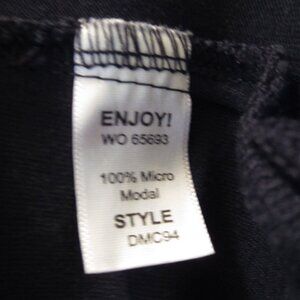 ENJOY!
WO 65693
100% Micro
Modal
STYLE
DMC94